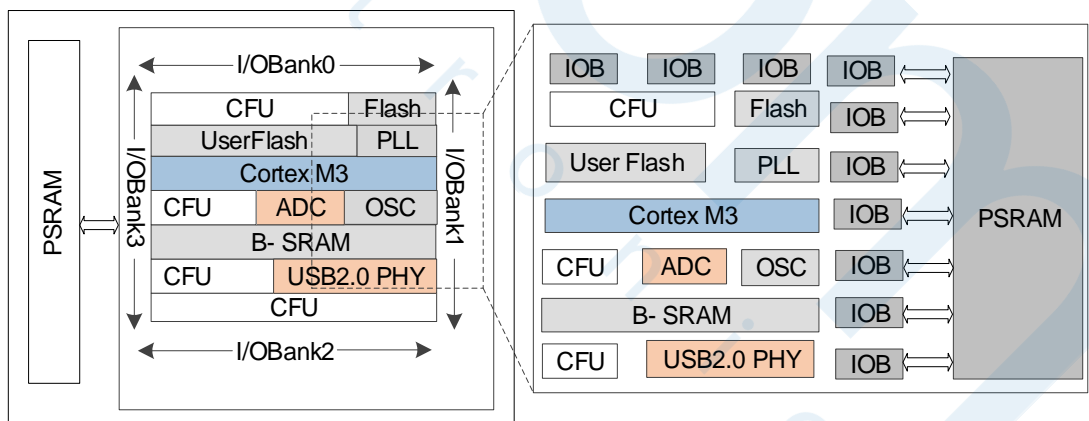 I/OBank0
CFU
Flash
UserFlash
PLL
Cortex M3
CFU
ADC
OSC
B- SRAM
CFU
USB2.0 PHY
CFU
I/OBank2
PSRAM
I/OBank3
I/OBank1
IOB
IOB
IOB
IOB
CFU
Flash
IOB
User Flash
PLL
IOB
Cortex M3
IOB
PSRAM
CFU
ADC
OSC
IOB
B- SRAM
IOB
CFU
USB2.0 PHY
IOB